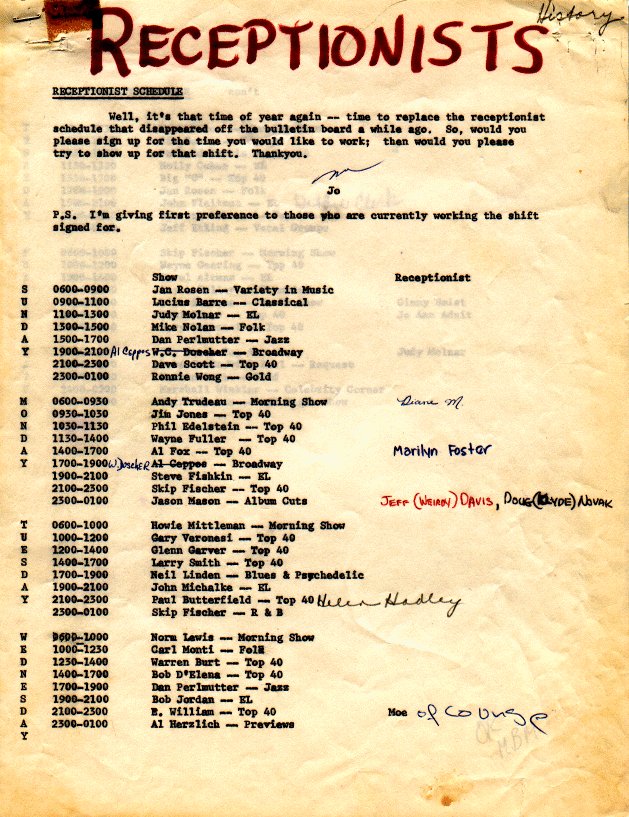 History
RECEPTIONISTS
RECEPTIONIST SCHEDULE
Well, it's that time of year again -- time to replace the receptionist
schedule that disappeared off the bulletin board a while ago. So, would you
please sign up for the time you would like to work; then would you please
try to show up for that shift. Thankyou.
Jo
P.S. I'm giving first preference to those who are currently working the shift
signed for.
Show Receptionist
S 0600-0900 Jan Rosen -- Variety in Music
U 0900-1100 Lucius Barre -- Classical
N 1100-1300 Judy Molnar -- EL
D 1300-1500 Mike Nolan -- Folk
A 1500-1700 Dan Perlmutter -- Jazz
Y 1900-2100 Al Ceppos W.C. Doscher -- Broadway
2100-2300 Dave Scott -- Top 40
2300-0100 Ronnie Wong -- Gold
M 0600-0930 Andy Trudeau -- Morning Show Diane M.
O 0930-1030 Jim Jones -- Top 40
N 1030-1130 Phil Edelstein -- Top 40
D 1130-1400 Wayne Fuller -- Top 40
A 1400-1700 Al Fox -- Top 40 Marilyn Foster
Y 1700-1900 W Doscher Al Ceppos -- Broadway
1900-2100 Steve Fishkin -- EL
2100-2300 Skip Fischer -- Top 40
2300-0100 Jason Mason -- Album Cuts JEFF (WEIRDY) DAVIS, DOUG (CLYDE) NOVAK
T 0600-1000 Howie Mittleman -- Morning Show
U 1000-1200 Gary Veronesi -- Top 40
E 1200-1400 Glenn Garver -- Top 40
S 1400-1700 Larry Smith -- Top 40
D 1700-1900 Neil Linden -- Blues & Psychedelic
A 1900-2100 John Michalke -- EL
Y 2100-2300 Paul Butterfield -- Top 40 Helen Hadley
2300-0100 Skip Fischer -- R & B
W 0600-1000 Norm Lewis -- Morning Show
E 1000-1230 Carl Monti -- Folk
D 1230-1400 Warren Burt -- Top 40
N 1400-1700 Bob D'Elena -- Top 40
E 1700-1900 Dan Perlmutter -- Jazz
S 1900-2100 Bob Jordan -- EL
D 2100-2300 E. William -- Top 40 Moe of course
A 2300-0100 Al Herzlich -- Previews
Y